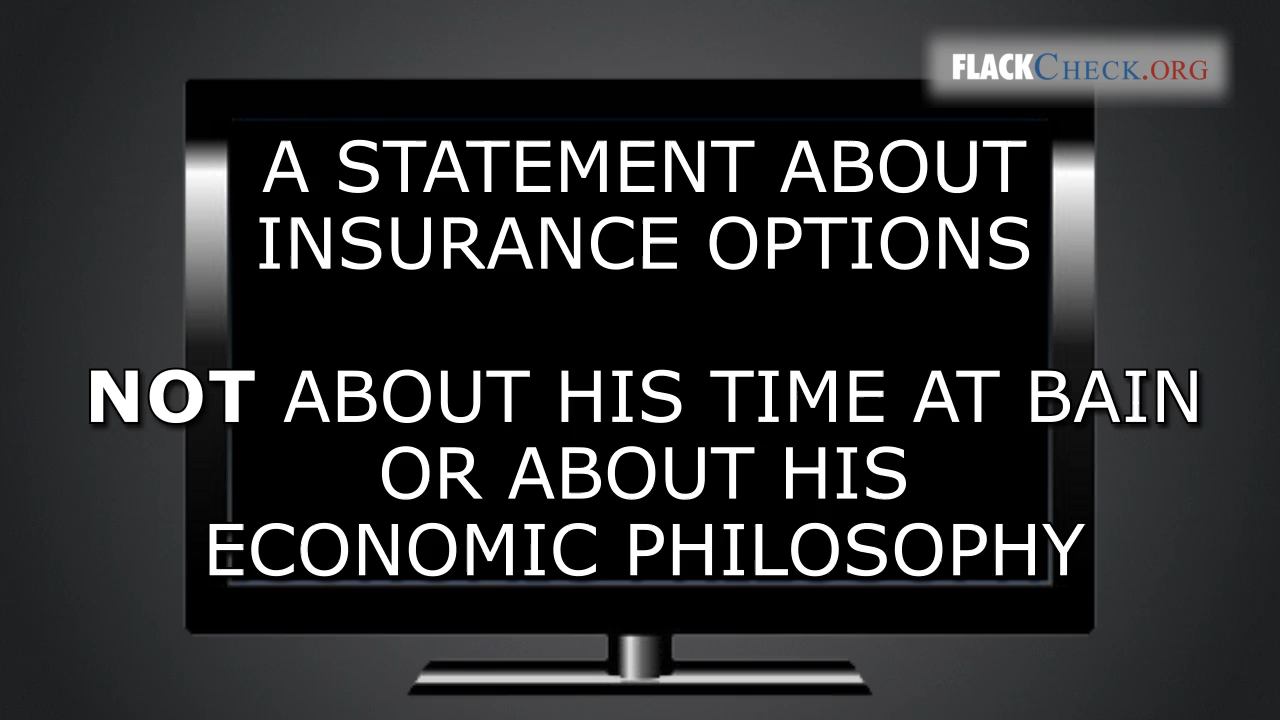 FLACKCHECK.ORG
A STATEMENT ABOUT
INSURANCE OPTIONS
NOT ABOUT HIS TIME AT BAIN
OR ABOUT HIS
ECONOMIC PHILOSOPHY